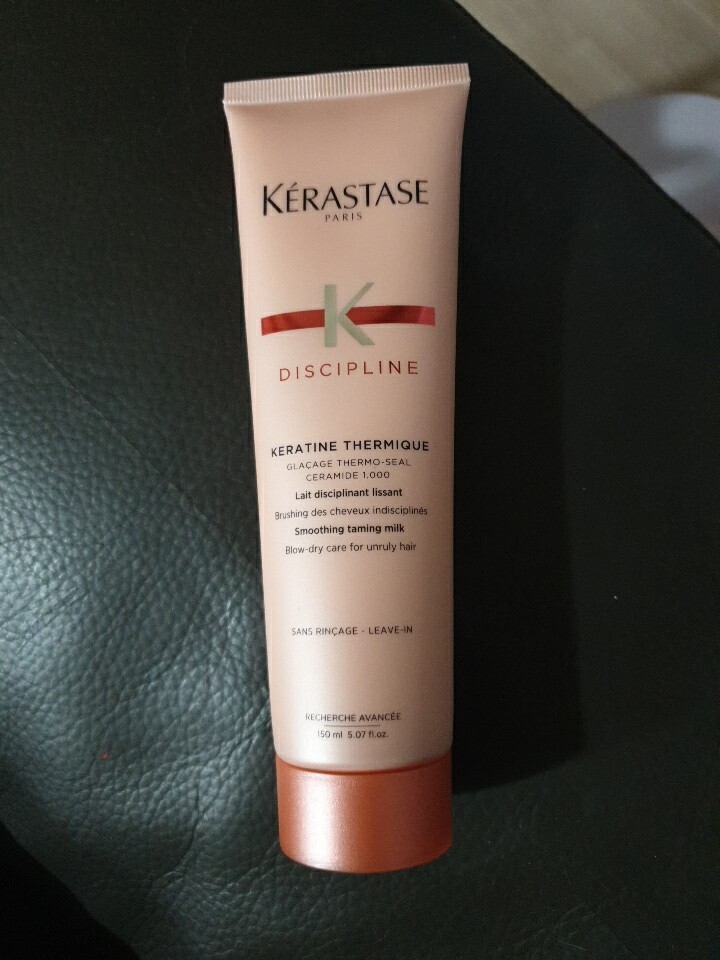 KÉRASTASE
PARIS
K
DISCIPLINE
KERATINE THERMIQUE
GLAÇAGE THERMO-SEAL
CERAMIDE 1.000
Lait disciplinant lissant
Brushing des cheveux indisciplinés
Smoothing taming milk
Blow-dry care for unruly hair
SANS RINÇAGE - LEAVE-IN
RECHERCHE AVANCÉE
150 ml 5.07 fl.oz.